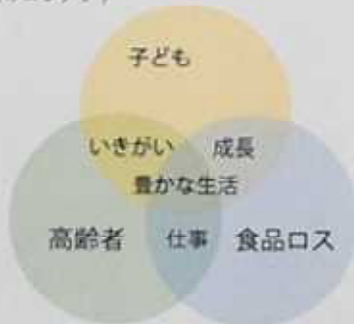 子ども
いきがい 成長
豊かな生活
高齢者 仕事 食品ロス